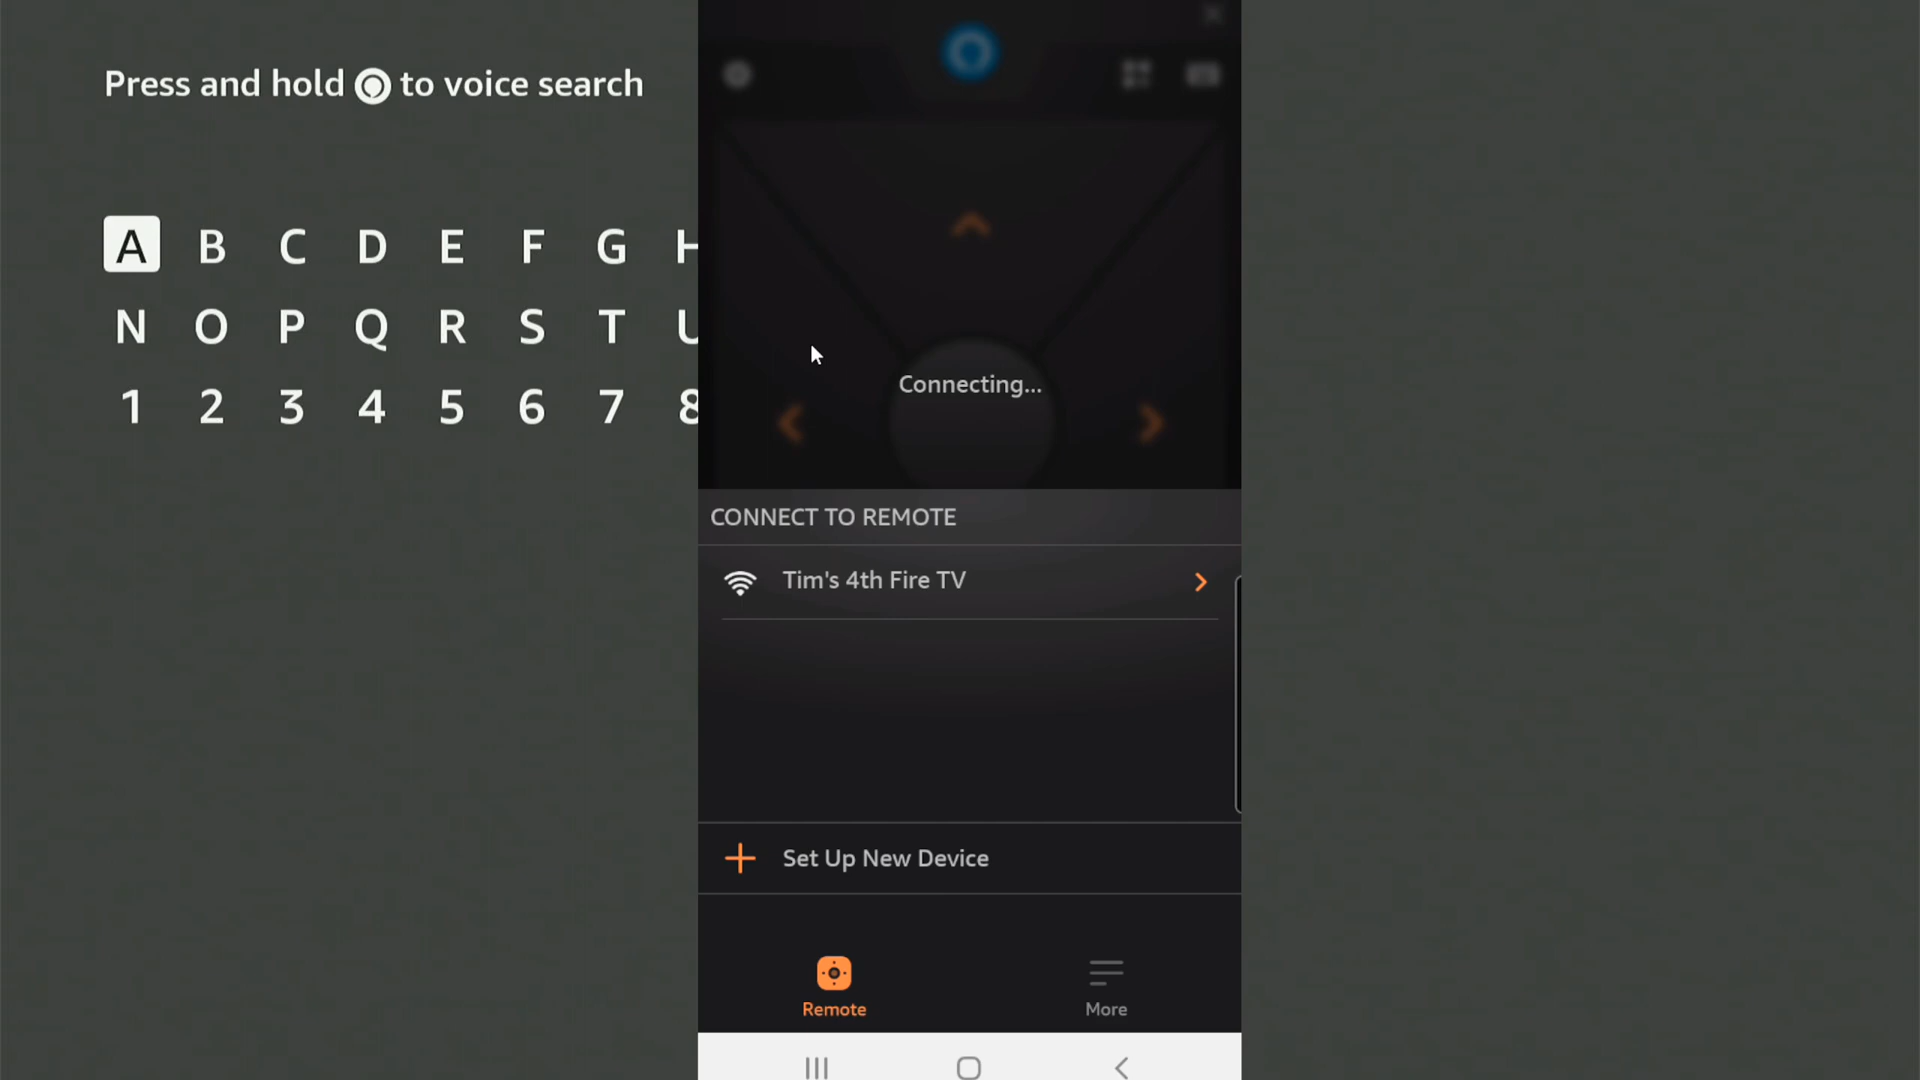 Press and hold to voice search
A B C D E F G H
N O P Q R S T U
1 2 3 4 5 6 7 8
Connecting...
CONNECT TO REMOTE
Tim's 4th Fire TV
Set Up New Device
Remote
More